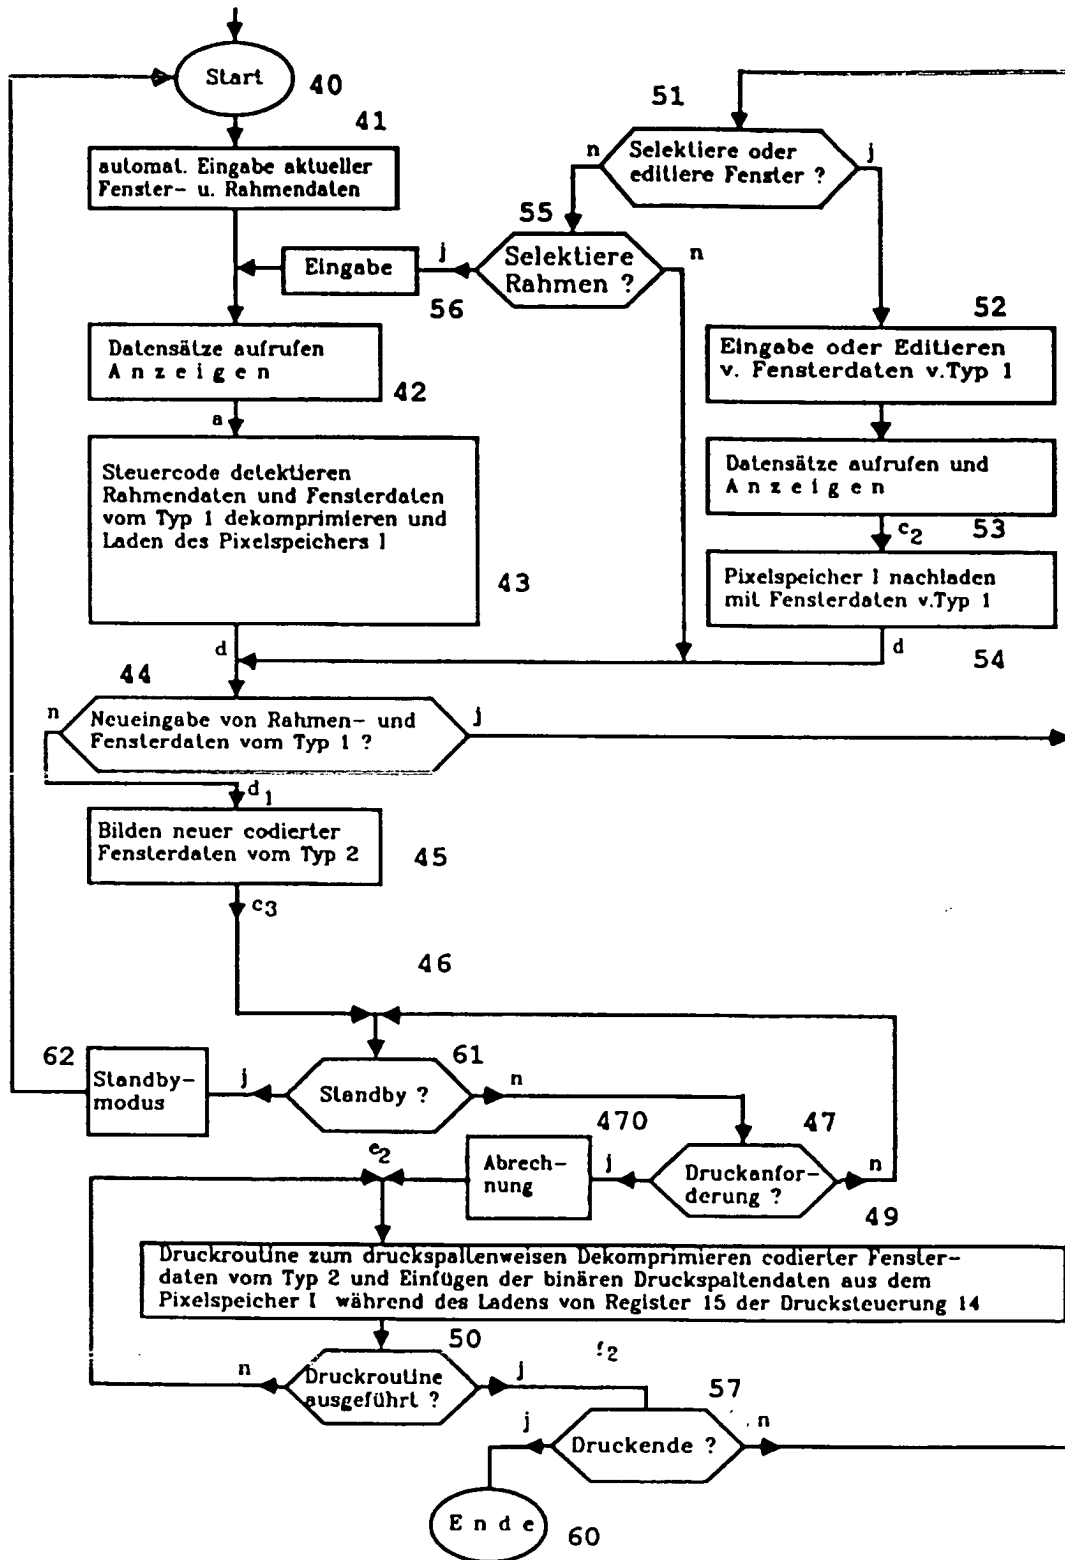 Start
40
41
automat. Eingabe aktueller
Fenster- u. Rahmendaten
51
n
Selektiere oder
editiere Fenster ?
j
55
j
Eingabe
56
Selektiere
Rahmen ?
n
52
Eingabe oder Editieren
v. Fensterdaten v.Typ 1
Datensätze aufrufen
A n z e i g e n
42
a
Datensätze aufrufen und
A n z e i g e n
53
c2
Steuercode detektieren
Rahmendaten und Fensterdaten
vom Typ 1 dekomprimieren und
Laden des Pixelspeichers I
43
Pixelspeicher I nachladen
mit Fensterdaten v.Typ 1
54
d
d
44
n
Neueingabe von Rahmen- und
Fensterdaten vom Typ 1 ?
j
d1
Bilden neuer codierter
Fensterdaten vom Typ 2
45
c3
46
62
Standby-
modus
j
61
Standby ?
n
470
47
e2
Abrech-
nung
j
Druckanfor-
derung ?
n
49
Druckroutine zum druckspaltenweisen Dekomprimieren codierter Fenster-
daten vom Typ 2 und Einfügen der binären Druckspaltendaten aus dem
Pixelspeicher I während des Ladens von Register 15 der Drucksteuerung 14
50
n
Druckroutine
ausgeführt ?
j
57
j
Druckende ?
n
E n d e
60